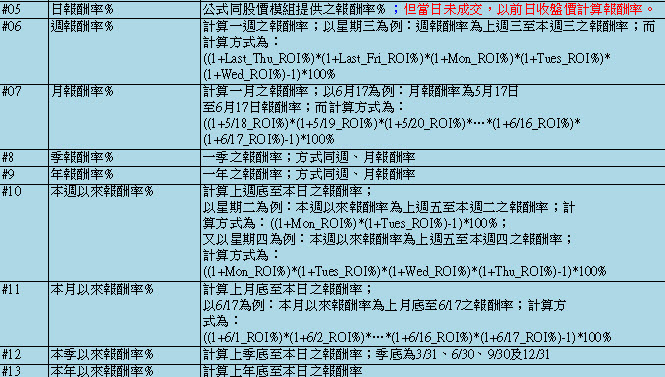 #05 日報酬率% 公式同股價模組提供之報酬率%；但當日未成交，以前日收盤價計算報酬率。
#06 週報酬率% 計算一週之報酬率；以星期三為例：週報酬率為上週三至本週三之報酬率；而
計算方式為：
((1+Last_Thu_ROI%)*(1+Last_Fri_ROI%)*(1+Mon_ROI%)*(1+Tues_ROI%)*
(1+Wed_ROI%)-1)*100%
#07 月報酬率% 計算一月之報酬率；以6月17為例：月報酬率為5月17日
至6月17日報酬率；而計算方式為：
((1+5/18_ROI%)*(1+5/19_ROI%)*(1+5/20_ROI%)*…*(1+6/16_ROI%)*
(1+6/17_ROI%)-1)*100%
#8 季報酬率% 一季之報酬率；方式同週、月報酬率
#9 年報酬率% 一年之報酬率；方式同週、月報酬率
#10 本週以來報酬率% 計算上週底至本日之報酬率；
以星期二為例：本週以來報酬率為上週五至本週二之報酬率；計
算方式為：((1+Mon_ROI%)*(1+Tues_ROI%)-1)*100%；
又以星期四為例：本週以來報酬率為上週五至本週四之報酬率；
計算方式為：
((1+Mon_ROI%)*(1+Tues_ROI%)*(1+Wed_ROI%)*(1+Thu_ROI%)-1)*100%
#11 本月以來報酬率% 計算上月底至本日之報酬率；
以6/17為例：本月以來報酬率為上月底至6/17之報酬率；計算方
式為：
((1+6/1_ROI%)*(1+6/2_ROI%)*…*(1+6/16_ROI%)*(1+6/17_ROI%)-1)*100%
#12 本季以來報酬率% 計算上季底至本日之報酬率；季底為3/31、6/30、9/30及12/31
#13 本年以來報酬率% 計算上年底至本日之報酬率